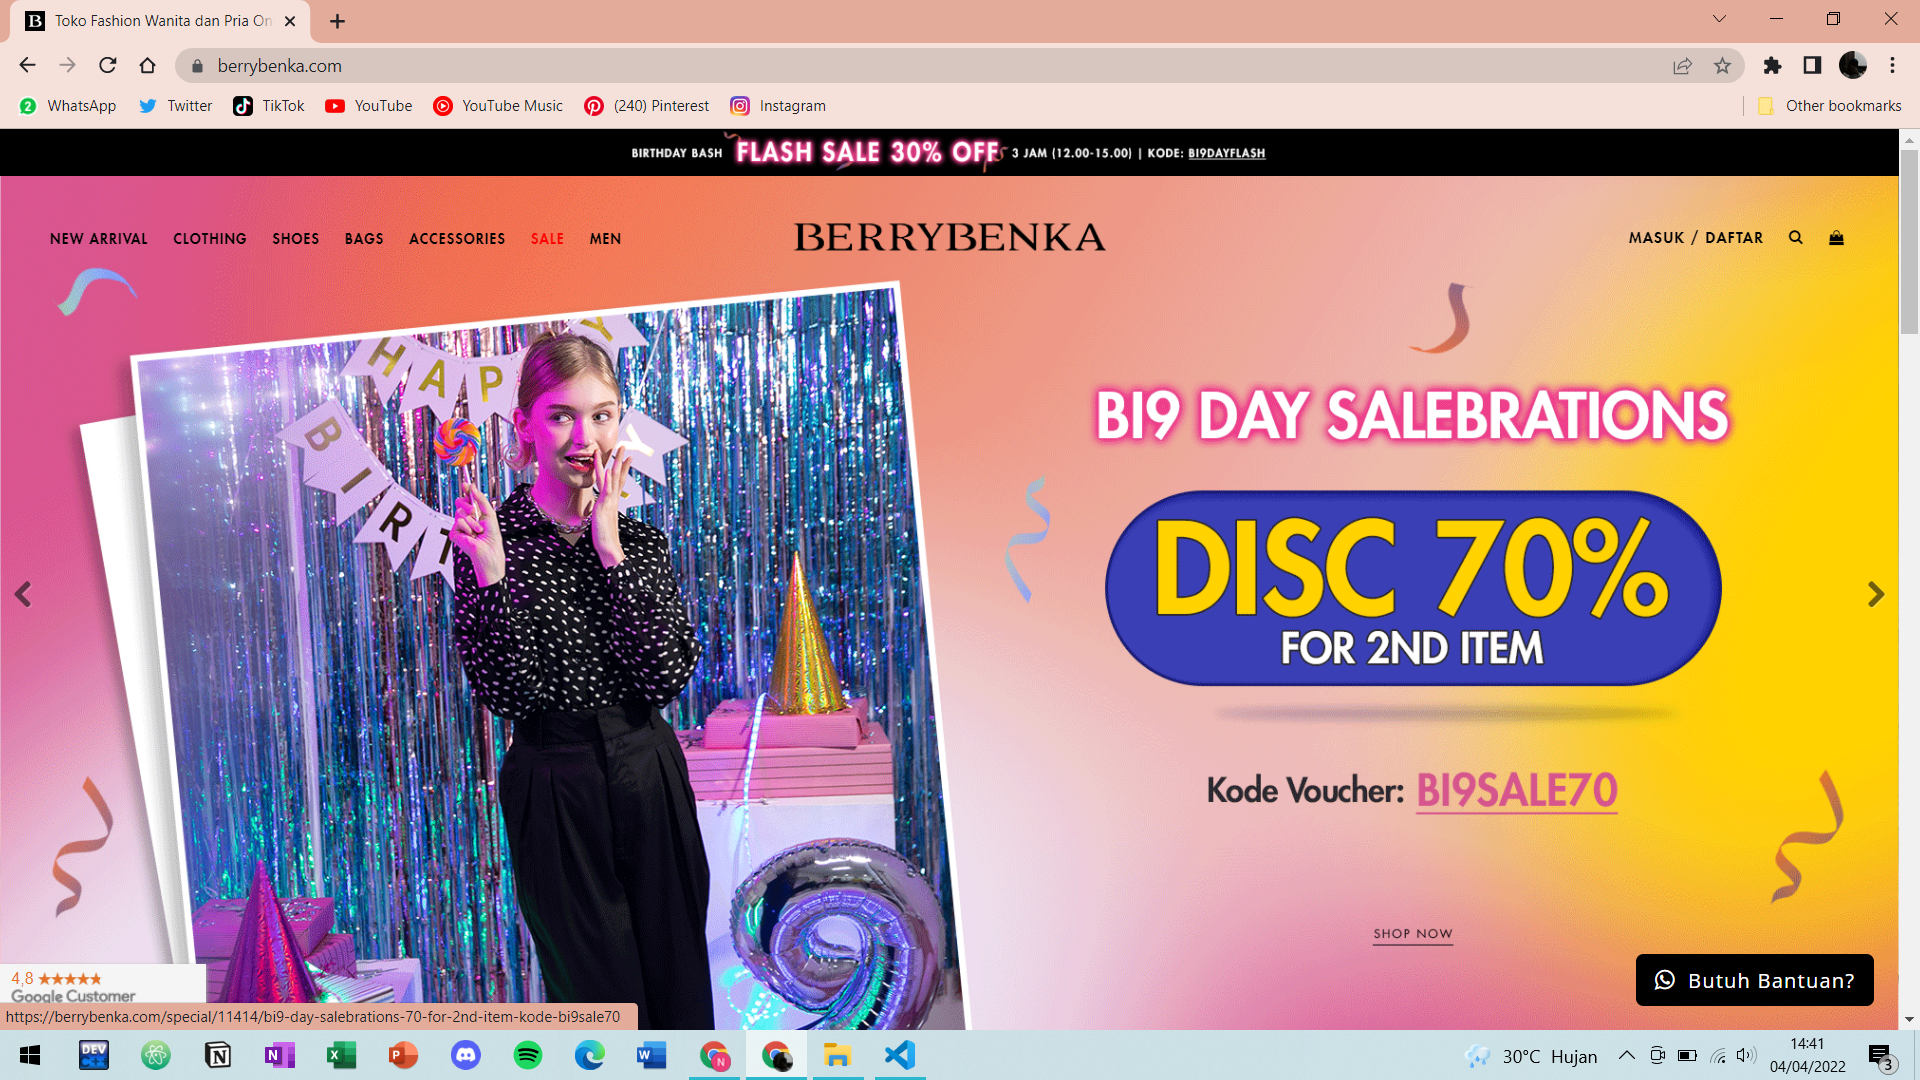 Toko Fashion Wanita dan Pria On
berrybenka.com
2 WhatsApp Twitter TikTok YouTube YouTube Music (240) Pinterest Instagram Other bookmarks
BIRTHDAY BASH FLASH SALE 30% OFF 3 JAM (12.00-15.00) | KODE: BI9DAYFLASH
NEW ARRIVAL CLOTHING SHOES BAGS ACCESSORIES SALE MEN BERRYBENKA MASUK / DAFTAR
HAP Y
BIRT Y
BI9 DAY SALEBRATIONS
DISC 70%
FOR 2ND ITEM
Kode Voucher: BI9SALE70
SHOP NOW
Butuh Bantuan?
4,8 ★★★★★
Google Customer
https://berrybenka.com/special/11414/bi9-day-salebrations-70-for-2nd-item-kode-bi9sale70
DEV C++ N N X P W N 30°C Hujan 14:41
04/04/2022 3